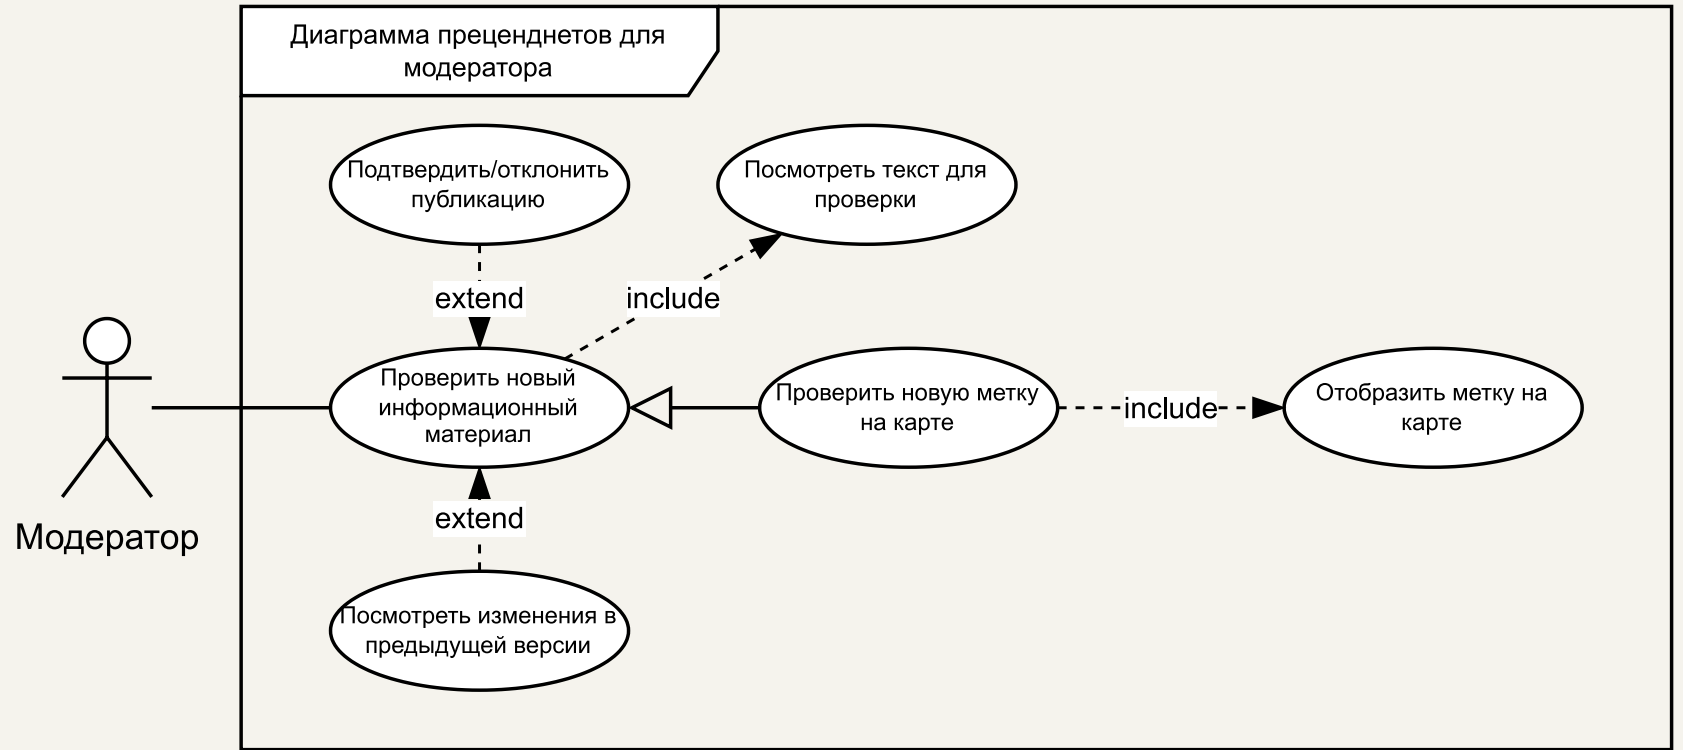 Диаграмма преценднетов для
модератора
Подтвердить/отклонить
публикацию
Посмотреть текст для
проверки
extend
include
Проверить новый
информационный
материал
Проверить новую метку
на карте
include
Отобразить метку на
карте
extend
Модератор
Посмотреть изменения в
предыдущей версии